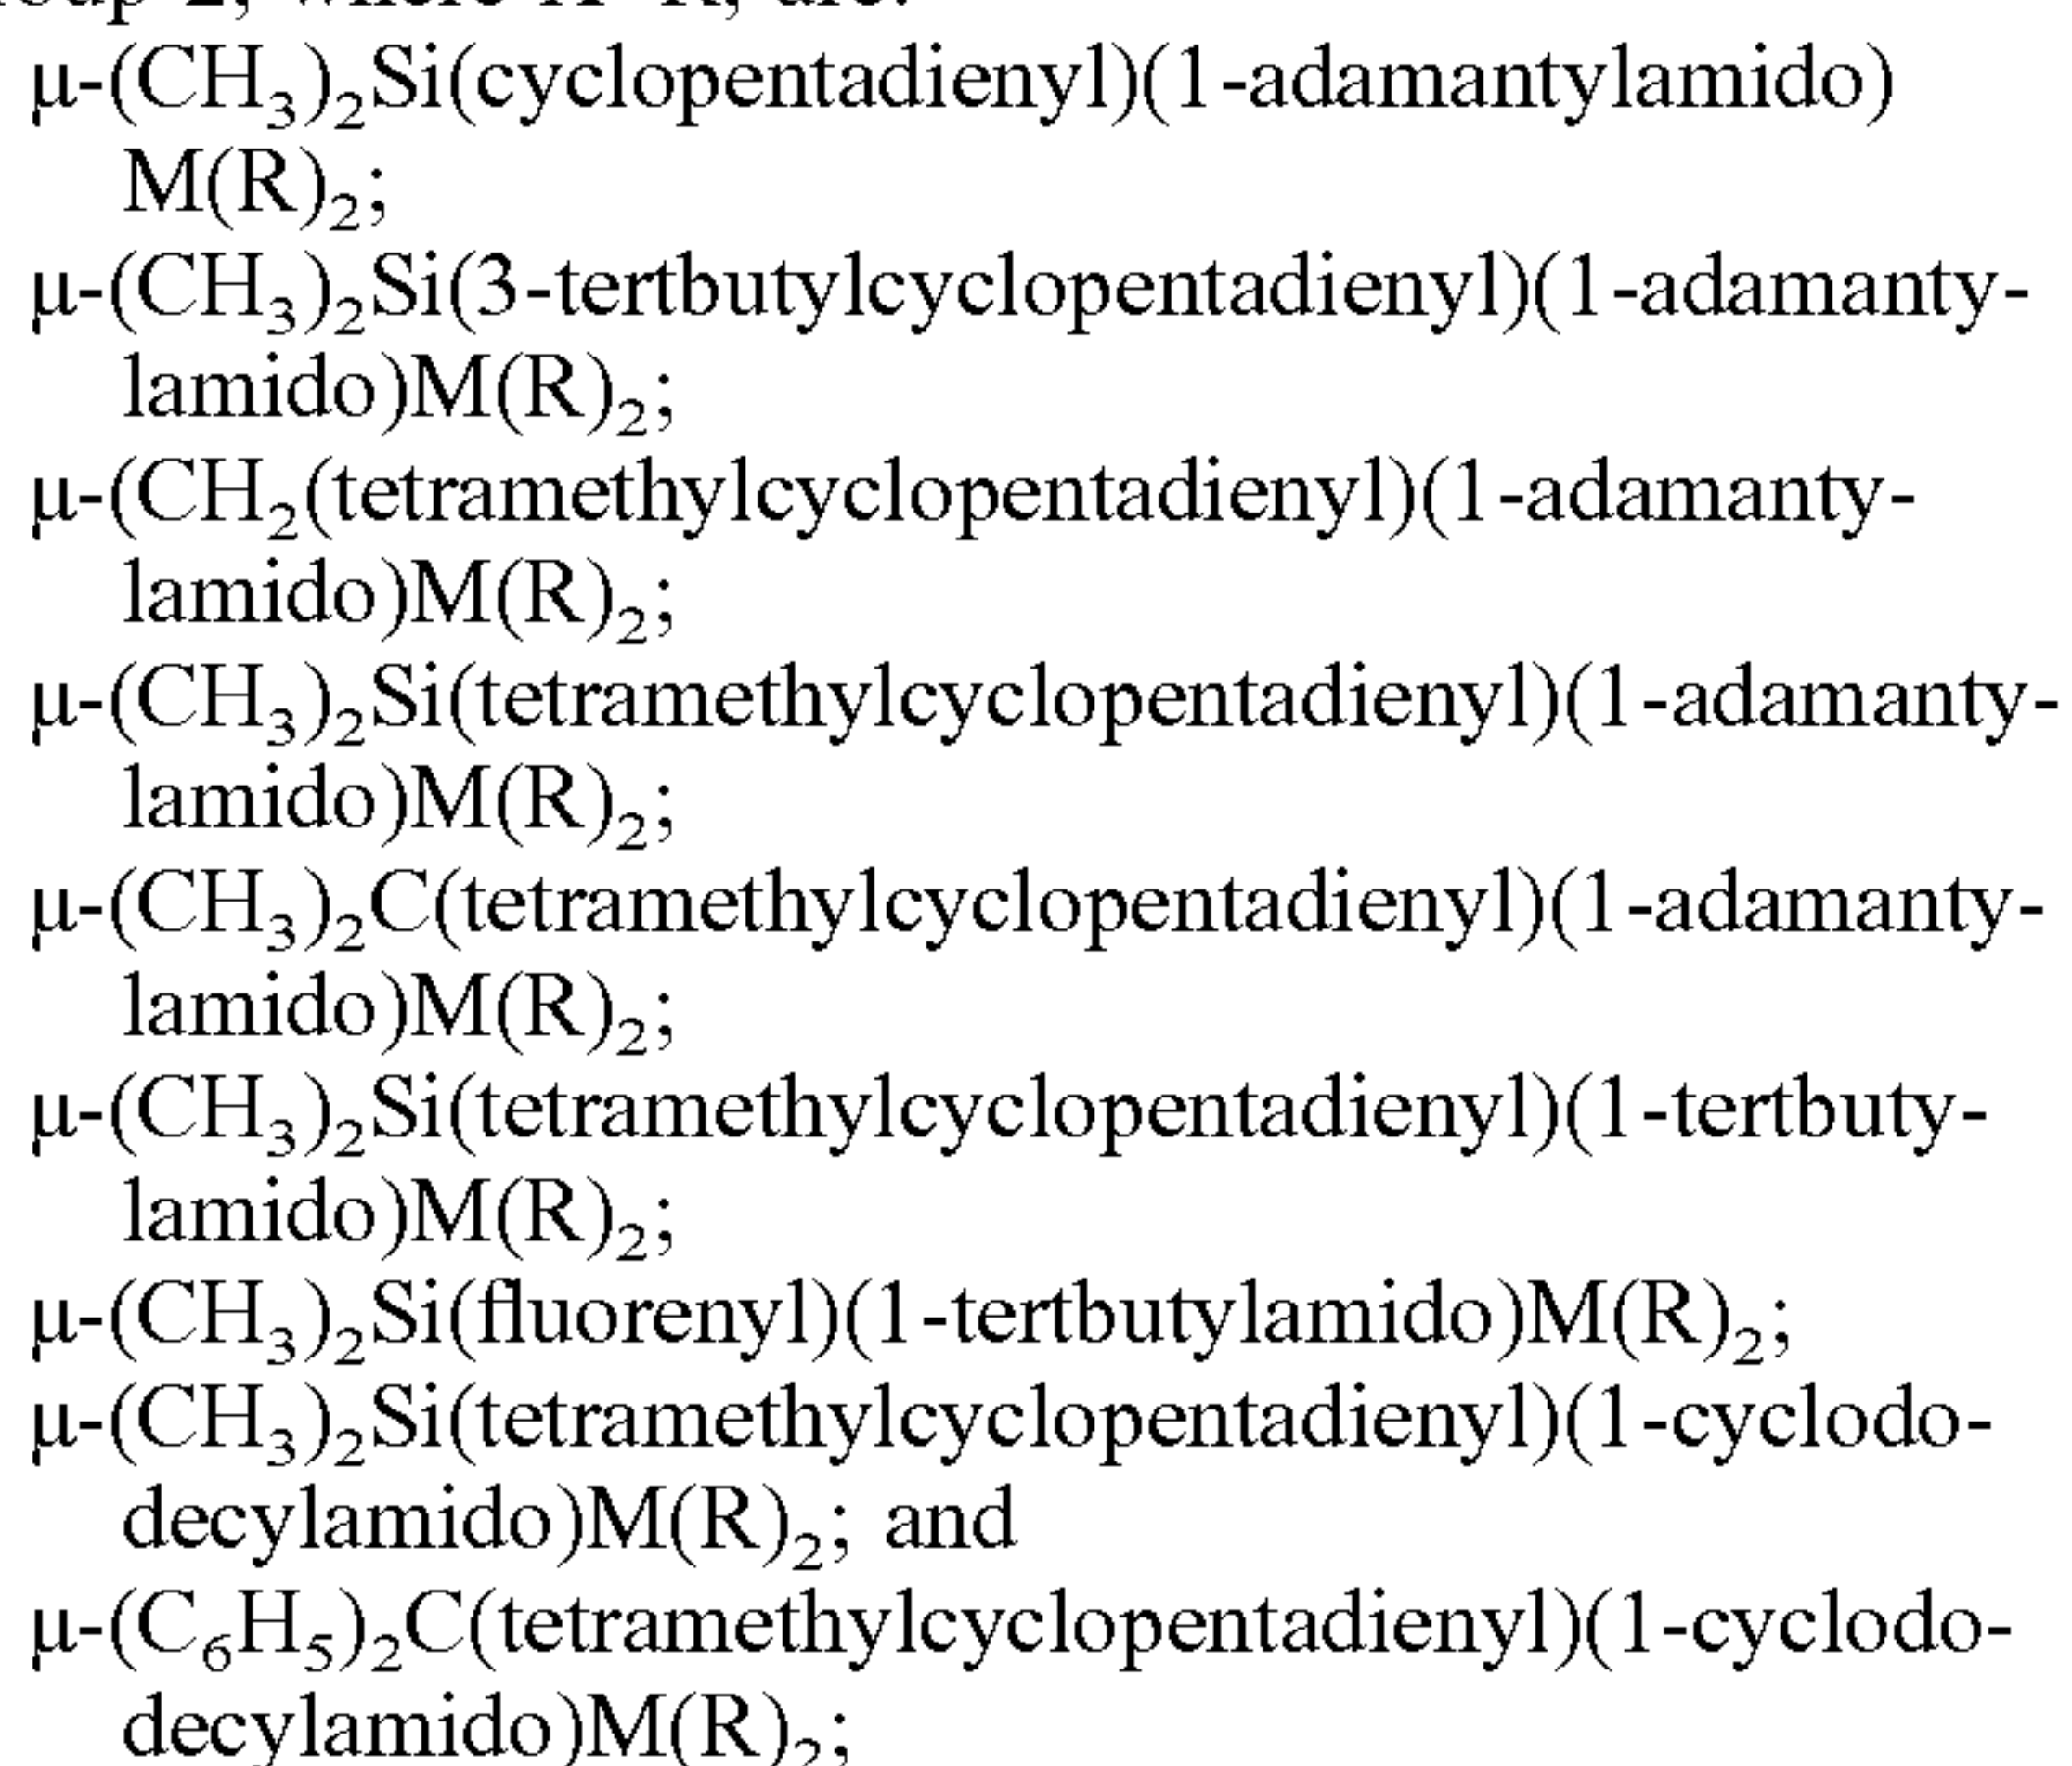 where are:
μ-(CH₃)₂Si(cyclopentadienyl)(1-adamantylamido)
M(R)₂;
μ-(CH₃)₂Si(3-tertbutylcyclopentadienyl)(1-adamanty-
lamido)M(R)₂;
μ-(CH₂(tetramethylcyclopentadienyl)(1-adamanty-
lamido)M(R)₂;
μ-(CH₃)₂Si(tetramethylcyclopentadienyl)(1-adamanty-
lamido)M(R)₂;
μ-(CH₃)₂C(tetramethylcyclopentadienyl)(1-adamanty-
lamido)M(R)₂;
μ-(CH₃)₂Si(tetramethylcyclopentadienyl)(1-tertbuty-
lamido)M(R)₂;
μ-(CH₃)₂Si(fluorenyl)(1-tertbutylamido)M(R)₂;
μ-(CH₃)₂Si(tetramethylcyclopentadienyl)(1-cyclodo-
decylamido)M(R)₂; and
μ-(C₆H₅)₂C(tetramethylcyclopentadienyl)(1-cyclodo-
decylamido)M(R)₂;